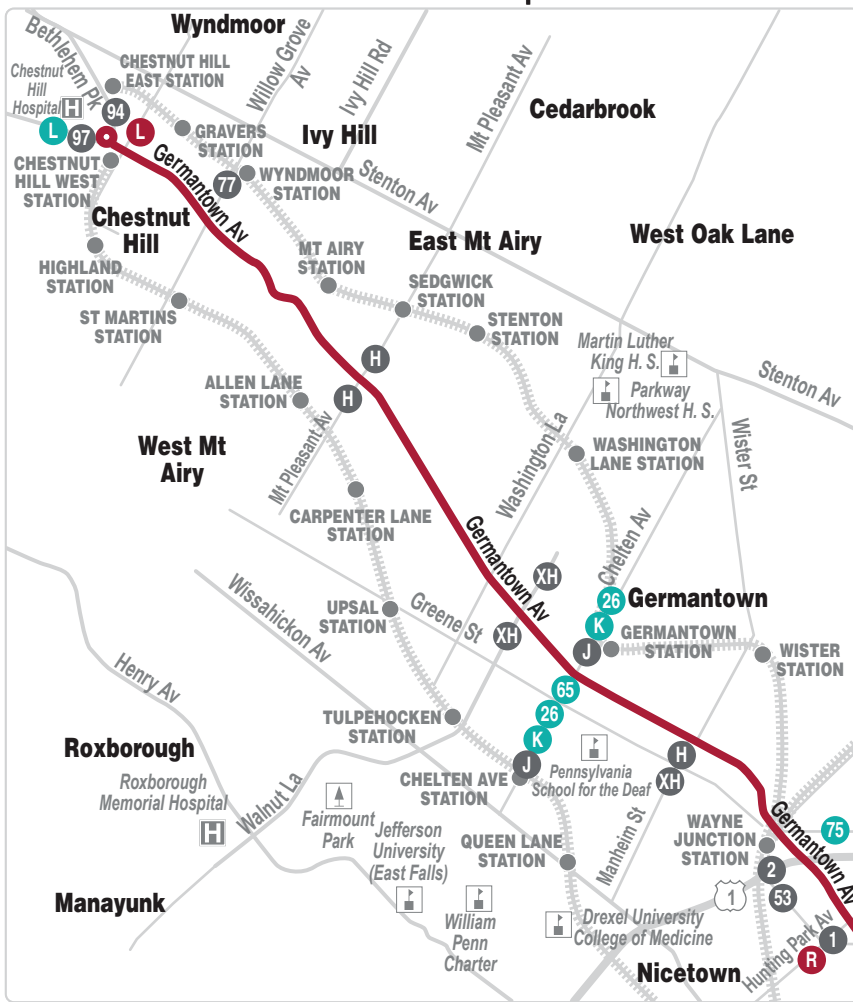 Wyndmoor
Bethlehem Pk
CHESTNUT HILL
EAST STATION
Willow Grove
Av
Ivy Hill Rd
Mt Pleasant Av
Cedarbrook
Chestnut
Hill
Hospital
H
94
L
97
L
GRAVERS
STATION
Ivy Hill
CHESTNUT
HILL WEST
STATION
Germantown Av
77
WYNDMOOR
STATION
Stenton Av
Chestnut
Hill
East Mt Airy
West Oak Lane
HIGHLAND
STATION
MT AIRY
STATION
SEDGWICK
STATION
ST MARTINS
STATION
STENTON
STATION
Martin Luther
King H. S.
H
H
Parkway
Northwest H. S.
Stenton Av
ALLEN LANE
STATION
Mt Pleasant Av
West Mt
Airy
Washington La
WASHINGTON
LANE STATION
Wister St
CARPENTER LANE
STATION
Germantown Av
Chelten Av
XH
26
Germantown
Wissahickon Av
UPSAL
STATION
Greene St
XH
K
J
GERMANTOWN
STATION
WISTER
STATION
Henry Av
65
26
TULPEHOCKEN
STATION
K
J
H
XH
Roxborough
Roxborough
Memorial Hospital
H
Walnut La
CHELTEN AVE
STATION
Pennsylvania
School for the Deaf
Fairmount
Park
Jefferson
University
(East Falls)
QUEEN LANE
STATION
Manheim St
WAYNE
JUNCTION
STATION
Germantown Av
75
2
1
53
Manayunk
William
Penn
Charter
Drexel University
College of Medicine
Hunting Park Av
1
R
Nicetown